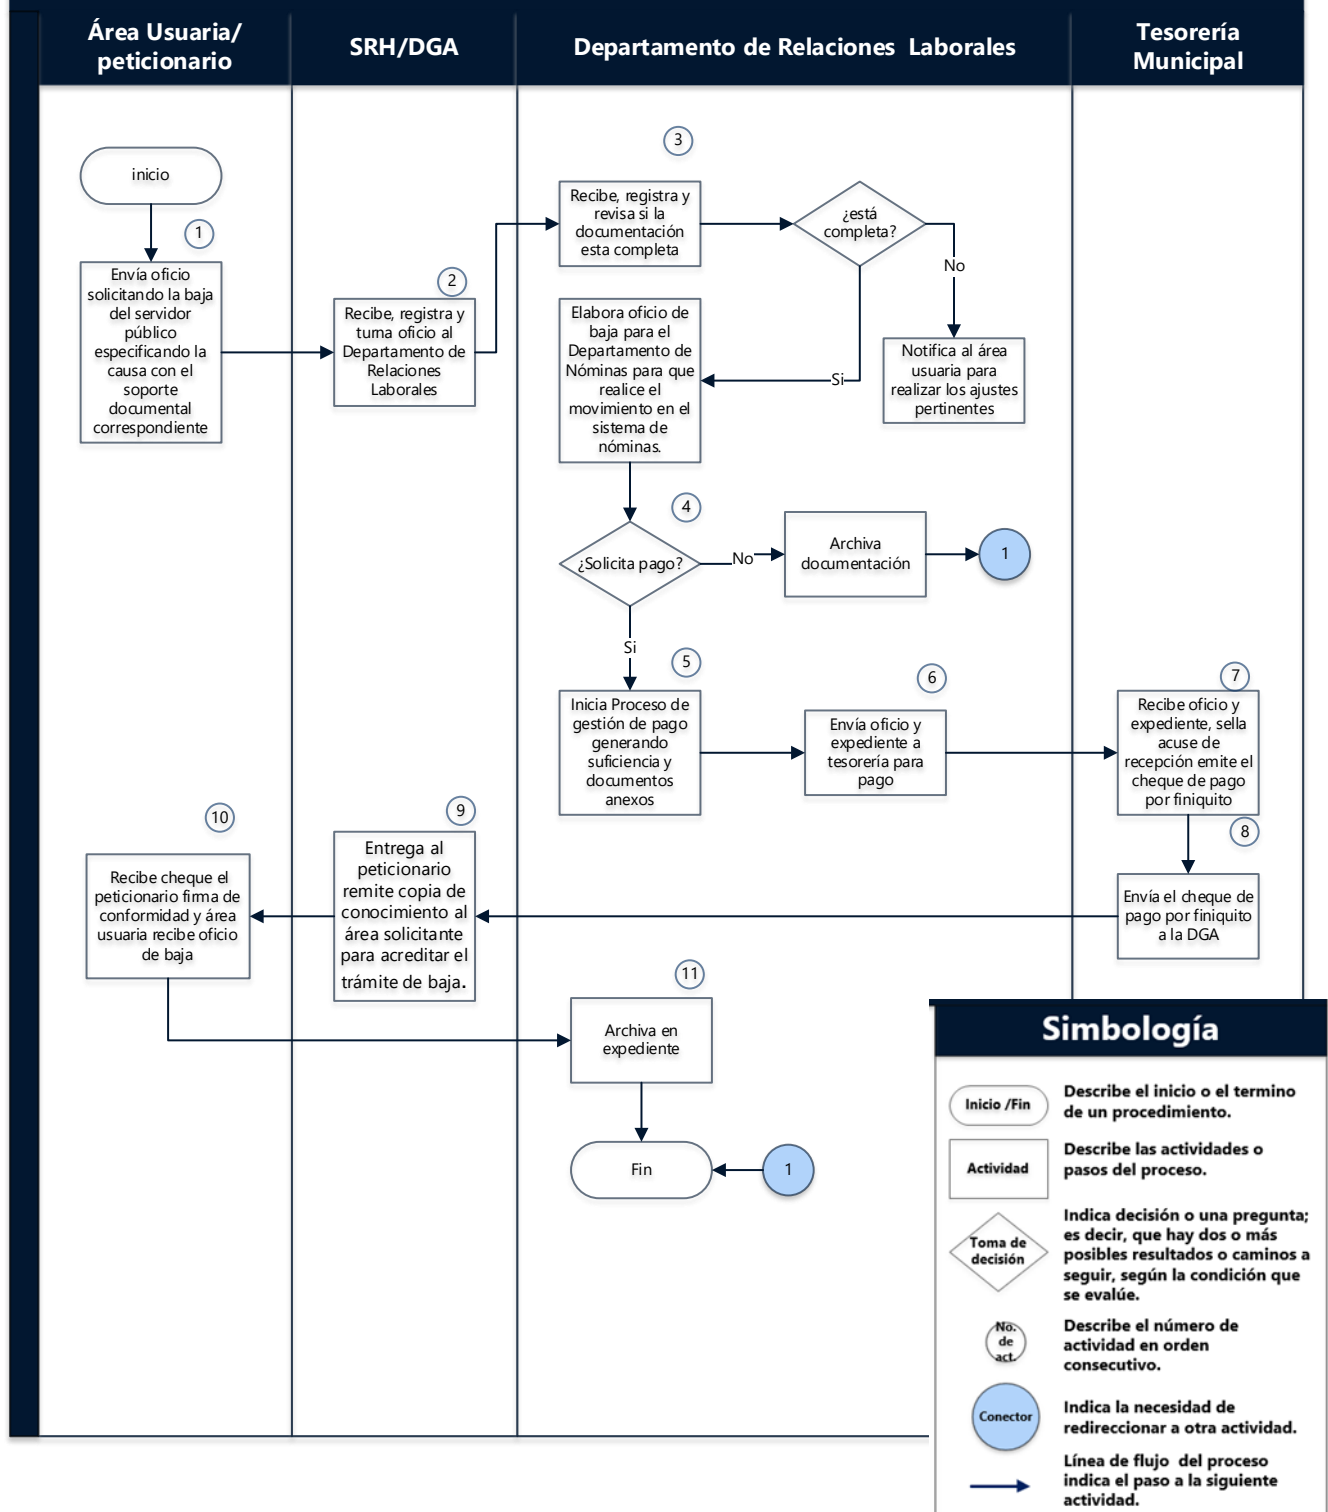 Área Usuaria/
peticionario
SRH/DGA
Departamento de Relaciones Laborales
Tesorería
Municipal
inicio
1
Envía oficio
solicitando la baja
del servidor
público
especificando la
causa con el
soporte
documental
correspondiente
2
Recibe, registra y
turna oficio al
Departamento de
Relaciones
Laborales
3
Recibe, registra y
revisa si la
documentación
esta completa
¿está
completa?
No
Notifica al área
usuaria para
realizar los ajustes
pertinentes
Si
Elabora oficio de
baja para el
Departamento de
Nóminas para que
realice el
movimiento en el
sistema de
nóminas.
4
¿Solicita pago?
No
Archiva
documentación
1
Si
5
Inicia Proceso de
gestión de pago
generando
suficiencia y
documentos
anexos
6
Envía oficio y
expediente a
tesorería para
pago
7
Recibe oficio y
expediente, sella
acuse de
recepción emite el
cheque de pago
por finiquito
8
Envía el cheque de
pago por finiquito
a la DGA
9
Entrega al
peticionario
remite copia de
conocimiento al
área solicitante
para acreditar el
trámite de baja.
10
Recibe cheque el
peticionario firma de
conformidad y área
usuaria recibe oficio
de baja
11
Archiva en
expediente
Fin
1
Simbología
Inicio /Fin
Describe el inicio o el termino
de un procedimiento.
Actividad
Describe las actividades o
pasos del proceso.
Toma de
decisión
Indica decisión o una pregunta;
es decir, que hay dos o más
posibles resultados o caminos a
seguir, según la condición que
se evalúe.
No.
de
act.
Describe el número de
actividad en orden
consecutivo.
Conector
Indica la necesidad de
redireccionar a otra actividad.
Línea de flujo del proceso
indica el paso a la siguiente
actividad.